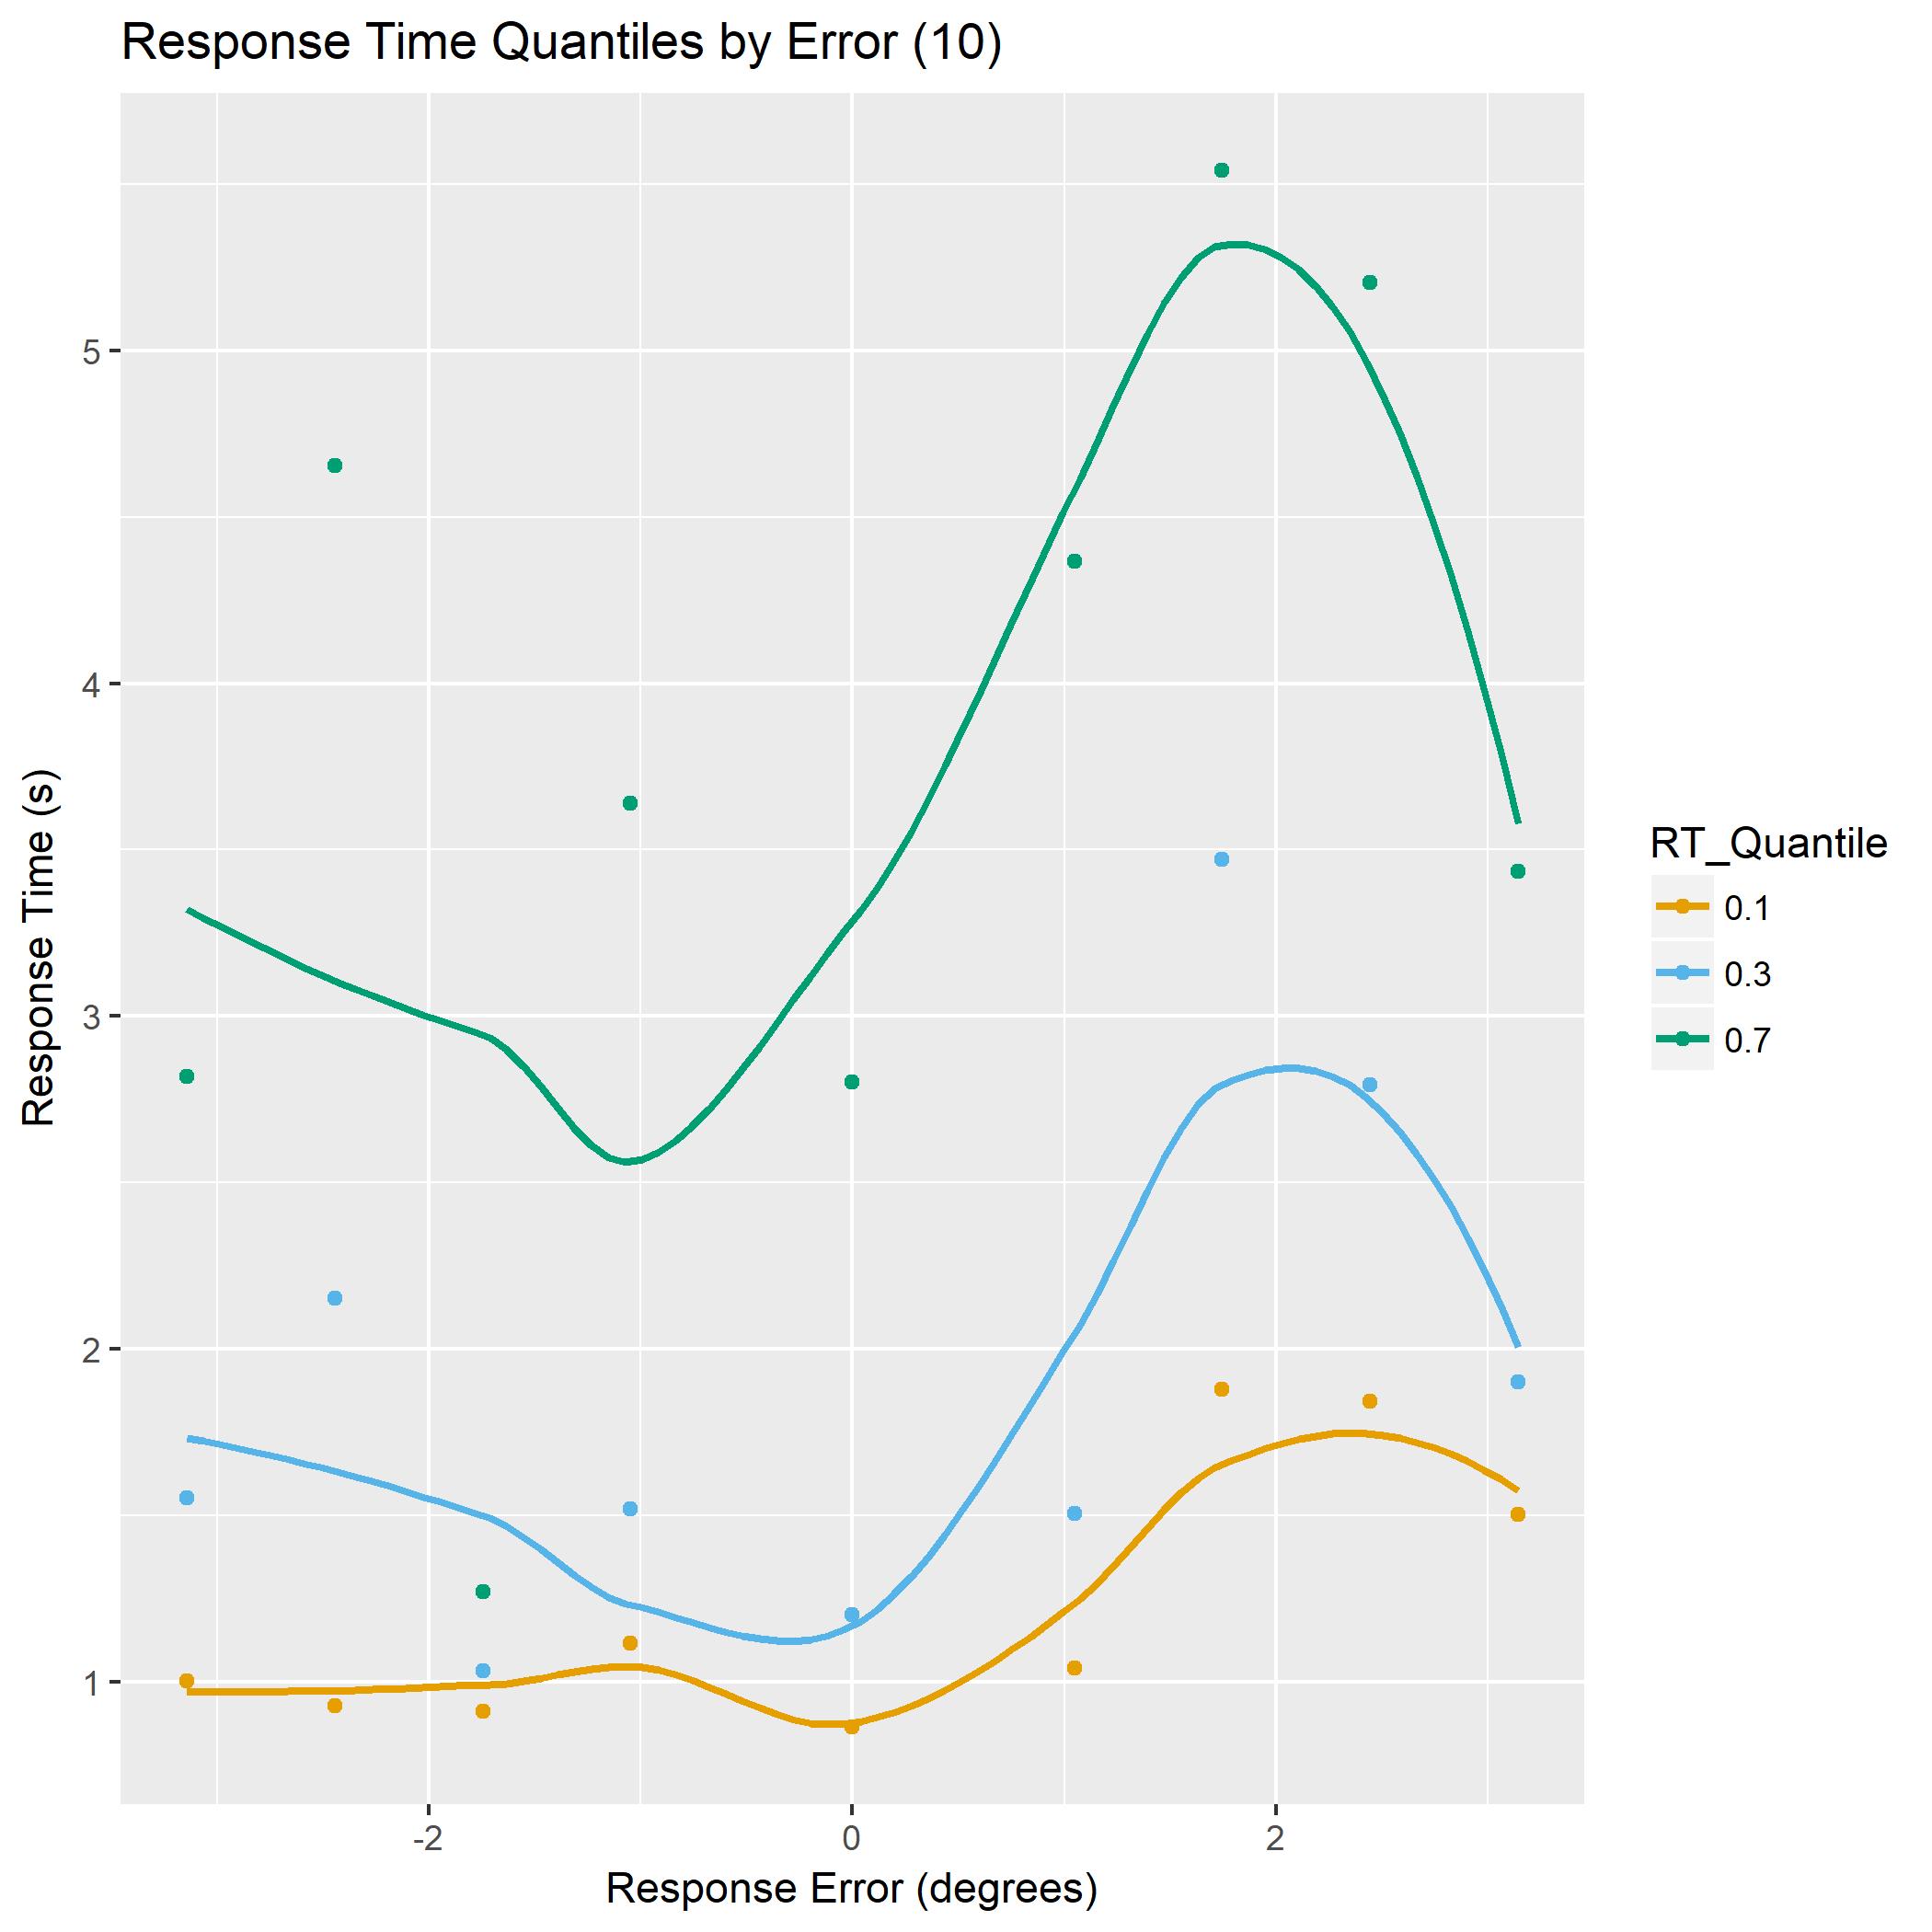 Response Time Quantiles by Error (10)
Response Time (s)
5
4
3
2
1
-2
0
2
Response Error (degrees)
RT_Quantile
0.1
0.3
0.7